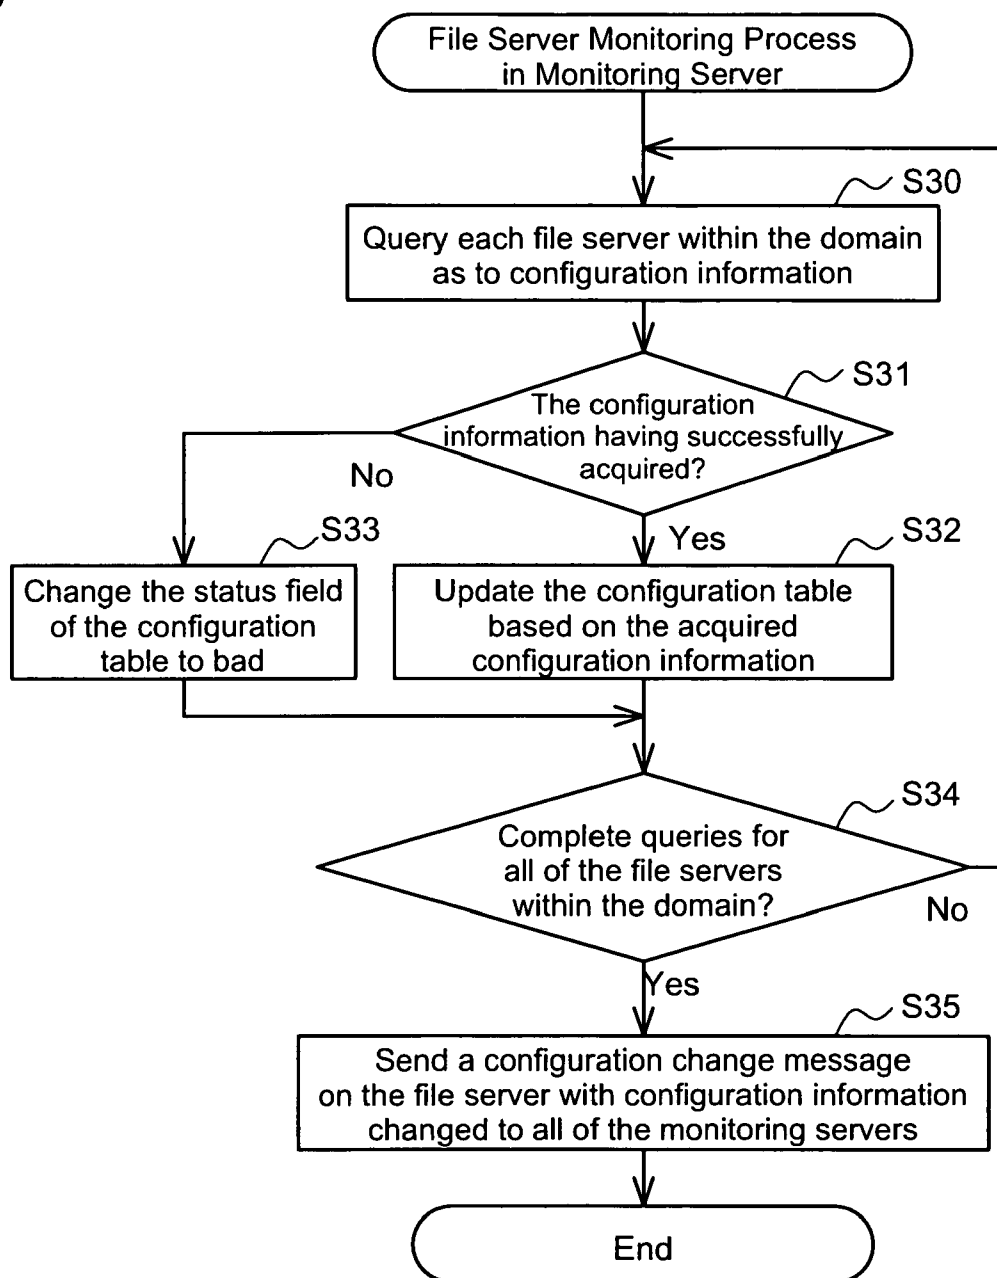 File Server Monitoring Process
in Monitoring Server
S30
Query each file server within the domain
as to configuration information
S31
The configuration
information having successfully
acquired?
No
Yes
S33
Change the status field
of the configuration
table to bad
S32
Update the configuration table
based on the acquired
configuration information
S34
Complete queries for
all of the file servers
within the domain?
No
Yes
S35
Send a configuration change message
on the file server with configuration information
changed to all of the monitoring servers
End